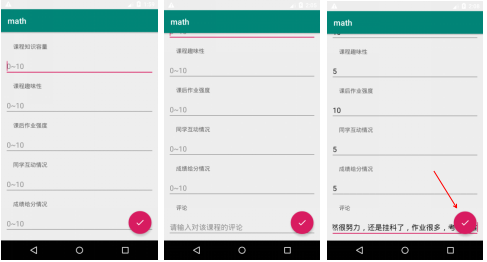 math
课程知识容量
0~10
课程趣味性
0~10
课后作业强度
0~10
同学互动情况
0~10
成绩给分情况
0~10
math
课程趣味性
0~10
课后作业强度
0~10
同学互动情况
0~10
成绩给分情况
0~10
评论
请输入对该课程的评论
math
课程趣味性
5
课后作业强度
10
同学互动情况
5
成绩给分情况
5
评论
然很努力，还是挂科了，作业很多，考